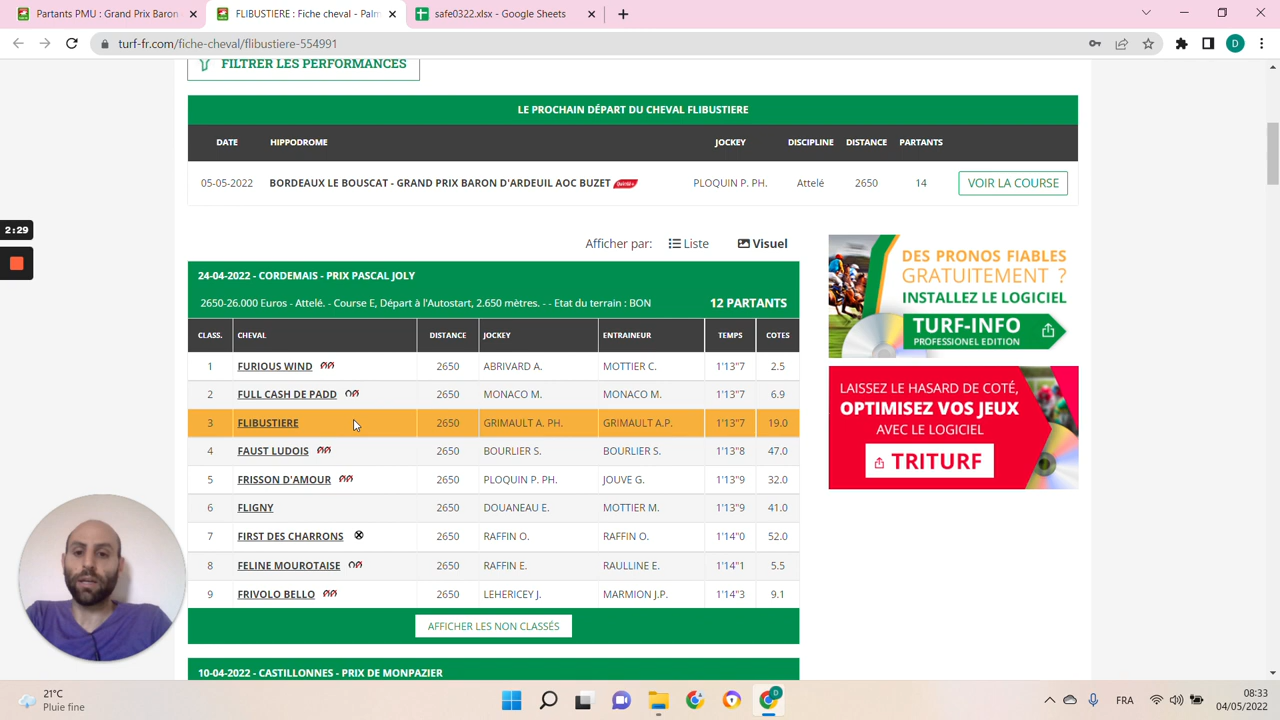 Partants PMU : Grand Prix Baron
FLIBUSTIERE : Fiche cheval - Palm
safe0322.xlsx - Google Sheets
turf-fr.com/fiche-cheval/flibustiere-554991
D
FILTRER LES PERFORMANCES
LE PROCHAIN DÉPART DU CHEVAL FLIBUSTIERE
DATE HIPPODROME JOCKEY DISCIPLINE DISTANCE PARTANTS
05-05-2022 BORDEAUX LE BOUSCAT - GRAND PRIX BARON D'ARDEUIL AOC BUZET Quinté+ PLOQUIN P. PH. Attelé 2650 14 VOIR LA COURSE
2:29
Afficher par: Liste Visuel
24-04-2022 - CORDEMAIS - PRIX PASCAL JOLY
2650-26.000 Euros - Attelé. - Course E, Départ à l'Autostart, 2.650 mètres. - - Etat du terrain : BON 12 PARTANTS
CLASS. CHEVAL DISTANCE JOCKEY ENTRAINEUR TEMPS COTES
1 FURIOUS WIND 2650 ABRIVARD A. MOTTIER C. 1'13"7 2.5
2 FULL CASH DE PADD 2650 MONACO M. MONACO M. 1'13"7 6.9
3 FLIBUSTIERE 2650 GRIMAULT A. PH. GRIMAULT A.P. 1'13"7 19.0
4 FAUST LUDOIS 2650 BOURLIER S. BOURLIER S. 1'13"8 47.0
5 FRISSON D'AMOUR 2650 PLOQUIN P. PH. JOUVE G. 1'13"9 32.0
6 FLIGNY 2650 DOUANEAU E. MOTTIER M. 1'13"9 41.0
7 FIRST DES CHARRONS 2650 RAFFIN O. RAFFIN O. 1'14"0 52.0
8 FELINE MOUROTAISE 2650 RAFFIN E. RAULLINE E. 1'14"1 5.5
9 FRIVOLO BELLO 2650 LEHERICEY J. MARMION J.P. 1'14"3 9.1
AFFICHER LES NON CLASSÉS
10-04-2022 - CASTILLONNES - PRIX DE MONPAZIER
DES PRONOS FIABLES
GRATUITEMENT ?
INSTALLEZ LE LOGICIEL
TURF-INFO
PROFESIONNEL EDITION
LAISSEZ LE HASARD DE COTÉ,
OPTIMISEZ VOS JEUX
AVEC LE LOGICIEL
TRITURF
21°C
Pluie fine
D
FRA
08:33
04/05/2022